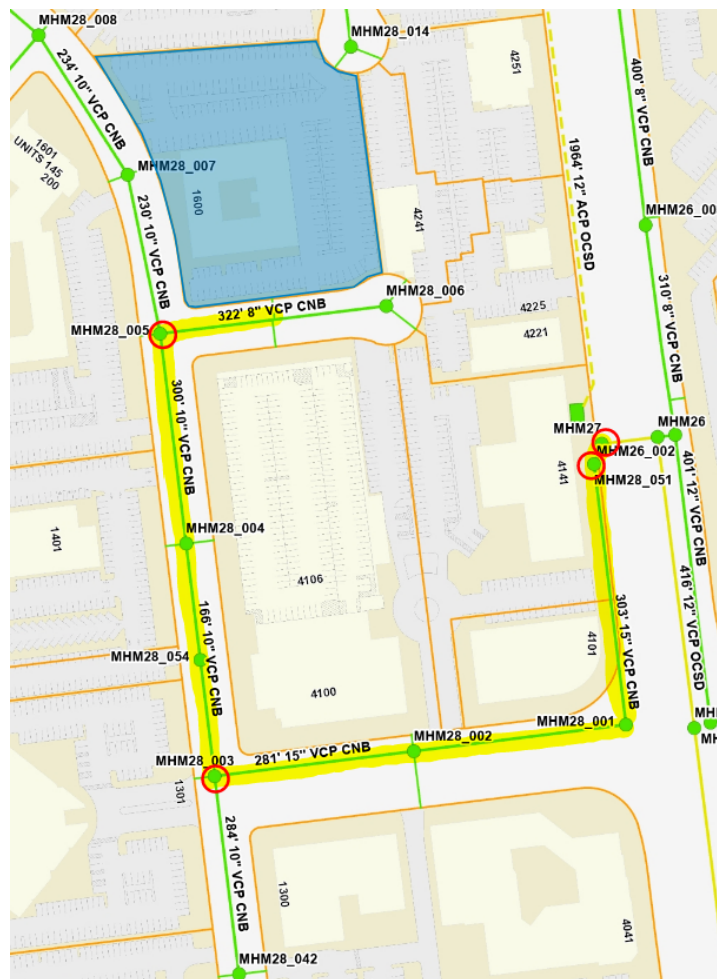 MHM28_008
MHM28_014
4251
400' 8" VCP CNB
234' 10" VCP CNB
1601
UNITS 145
200
MHM28_007
1600
1964' 12" ACP OCSD
230' 10" VCP CNB
4241
MHM26_00
MHM28_006
322' 8" VCP CNB
4225
4221
310' 8" VCP CNB
MHM28_005
300' 10" VCP CNB
MHM27
MHM26
MHM26_002
MHM28_051
4141
401' 12" VCP CNB
1401
MHM28_004
4106
416' 12" VCP OCSD
166' 10" VCP CNB
303' 15" VCP CNB
4101
MHM28_054
4100
MHM28_001
MHM28_002
281' 15" VCP CNB
MHM28_003
1301
284' 10" VCP CNB
1300
4041
MHM28_042